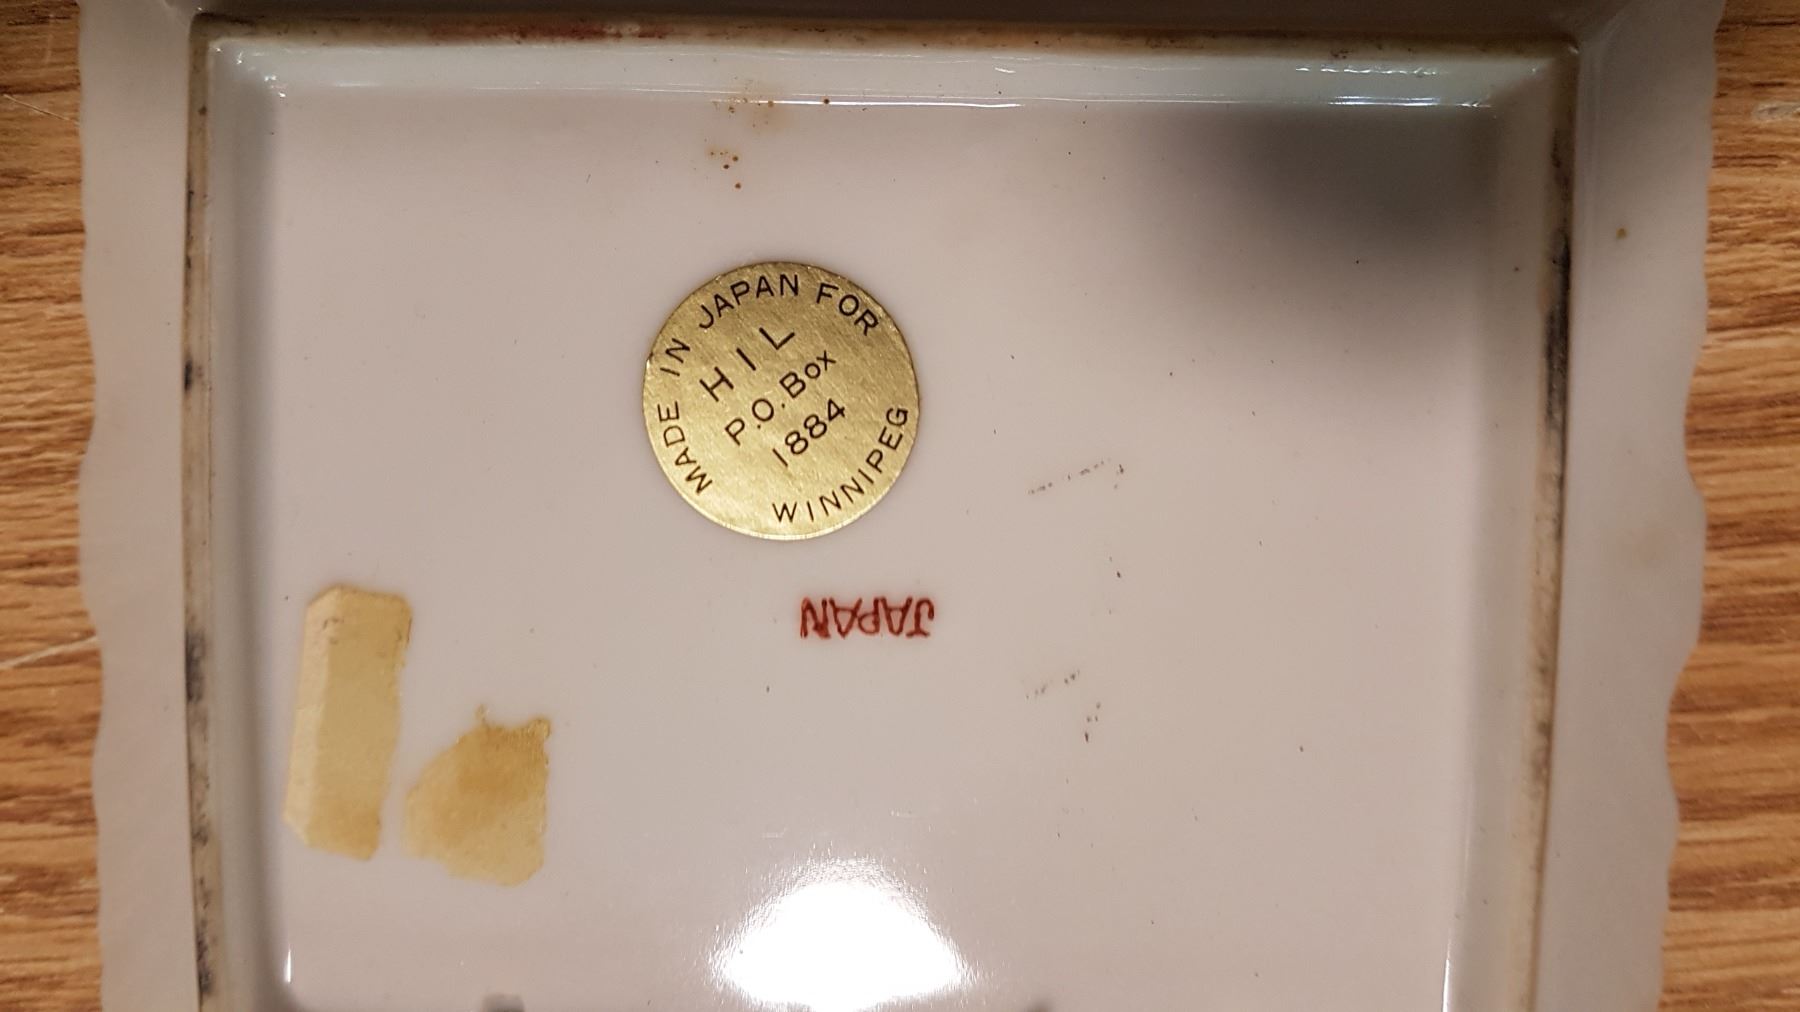 MADE IN JAPAN FOR
HIL
P.O. Box
1884
WINNIPEG
JAPAN